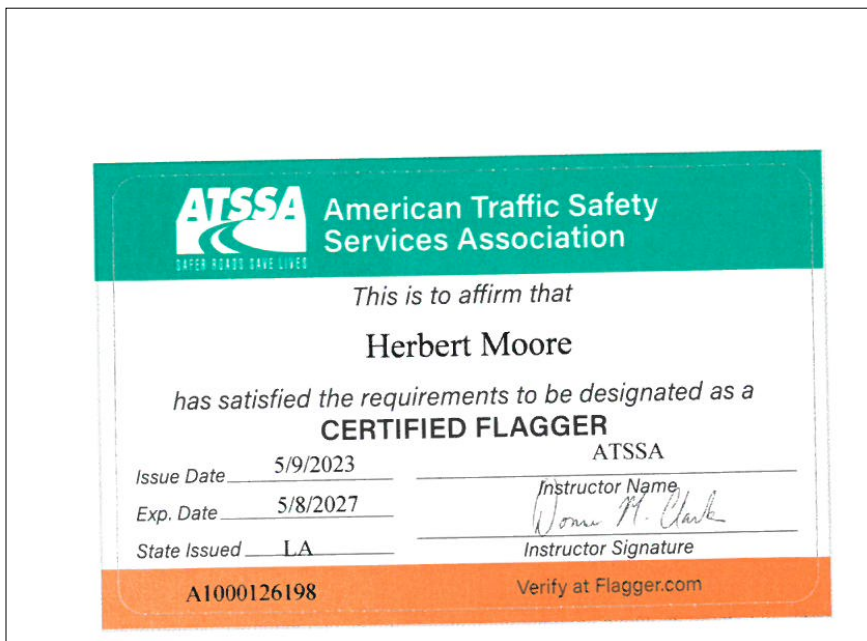 ATSSA
SAFER ROADS SAVE LIVES
American Traffic Safety
Services Association
This is to affirm that
Herbert Moore
has satisfied the requirements to be designated as a
CERTIFIED FLAGGER
Issue Date 5/9/2023
ATSSA
Instructor Name
Exp. Date 5/8/2027
M. Clark
Instructor Signature
State Issued LA
A1000126198
Verify at Flagger.com